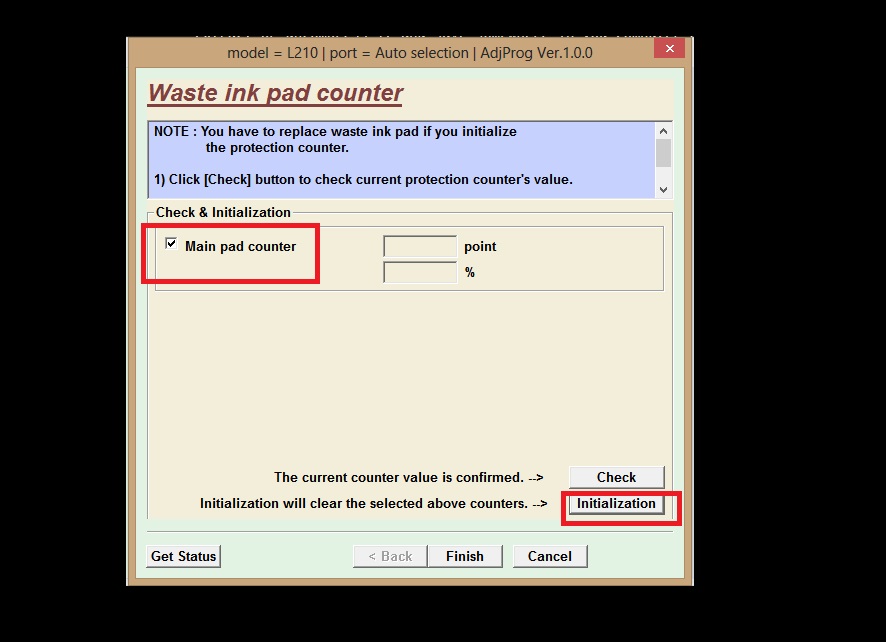 model = L210 | port = Auto selection | AdjProg Ver.1.0.0
Waste ink pad counter
NOTE : You have to replace waste ink pad if you initialize
the protection counter.
1) Click [Check] button to check current protection counter's value.
Check & Initialization
Main pad counter
point
%
The current counter value is confirmed. -->
Check
Initialization will clear the selected above counters. -->
Initialization
Get Status
< Back
Finish
Cancel